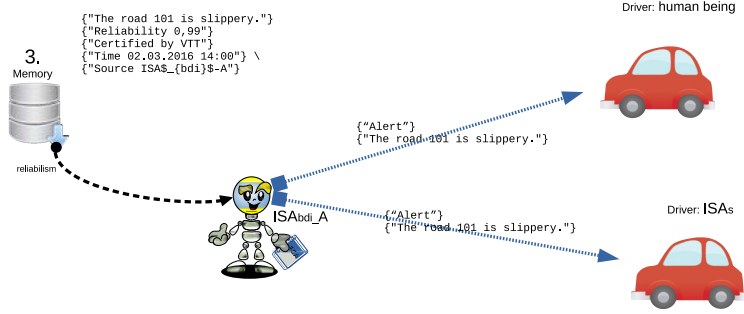 Driver: human being
{"The road 101 is slippery."}
{"Reliability 0,99"}
{"Certified by VTT"}
{"Time 02.03.2016 14:00"} \
{"Source ISA$_{bdi}$-A"}
3.
Memory
reliabilism
{“Alert”}
{"The road 101 is slippery."}
ISAbdi_A
{“Alert”}
{"The road 101 is slippery."}
Driver: ISAs